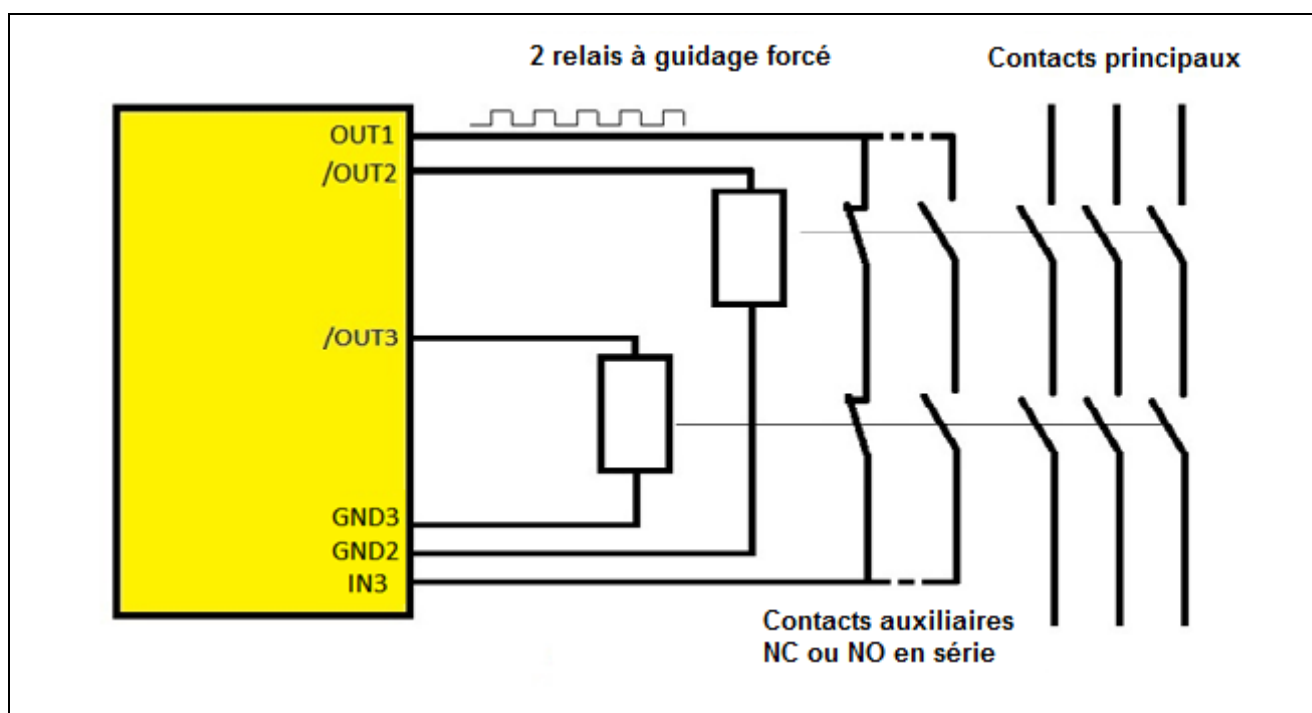 2 relais à guidage forcé
Contacts principaux
OUT1
/OUT2
/OUT3
GND3
GND2
IN3
Contacts auxiliaires
NC ou NO en série